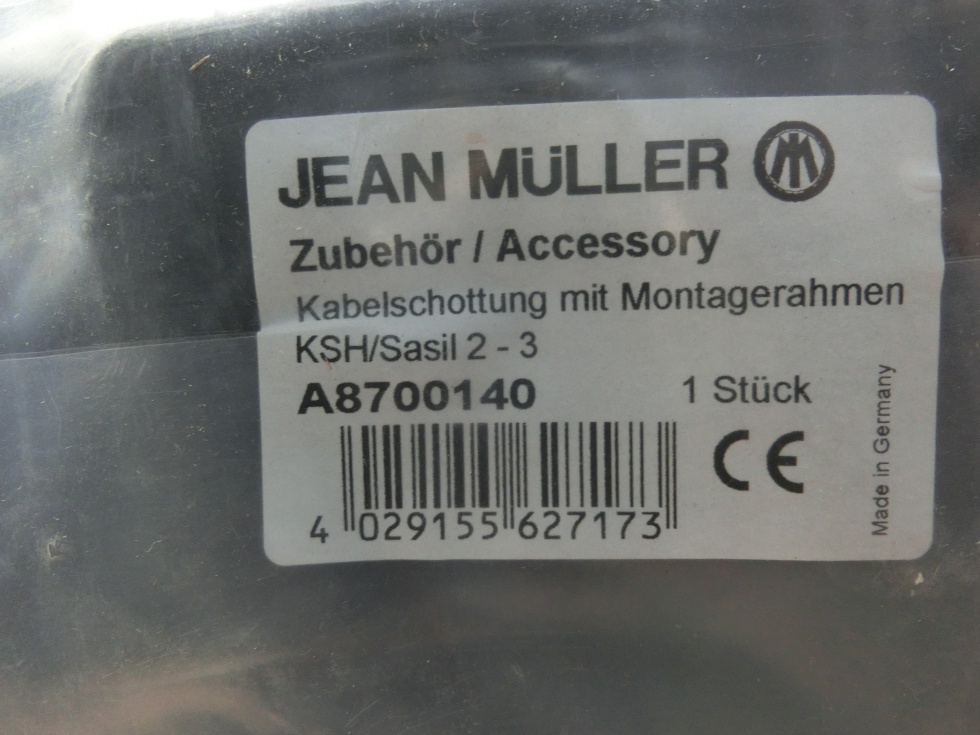 JEAN MÜLLER
Zubehör / Accessory
Kabelschottung mit Montagerahmen
KSH/Sasil 2 - 3
A8700140 1 Stück
CE
4 029155 627173
Made in Germany